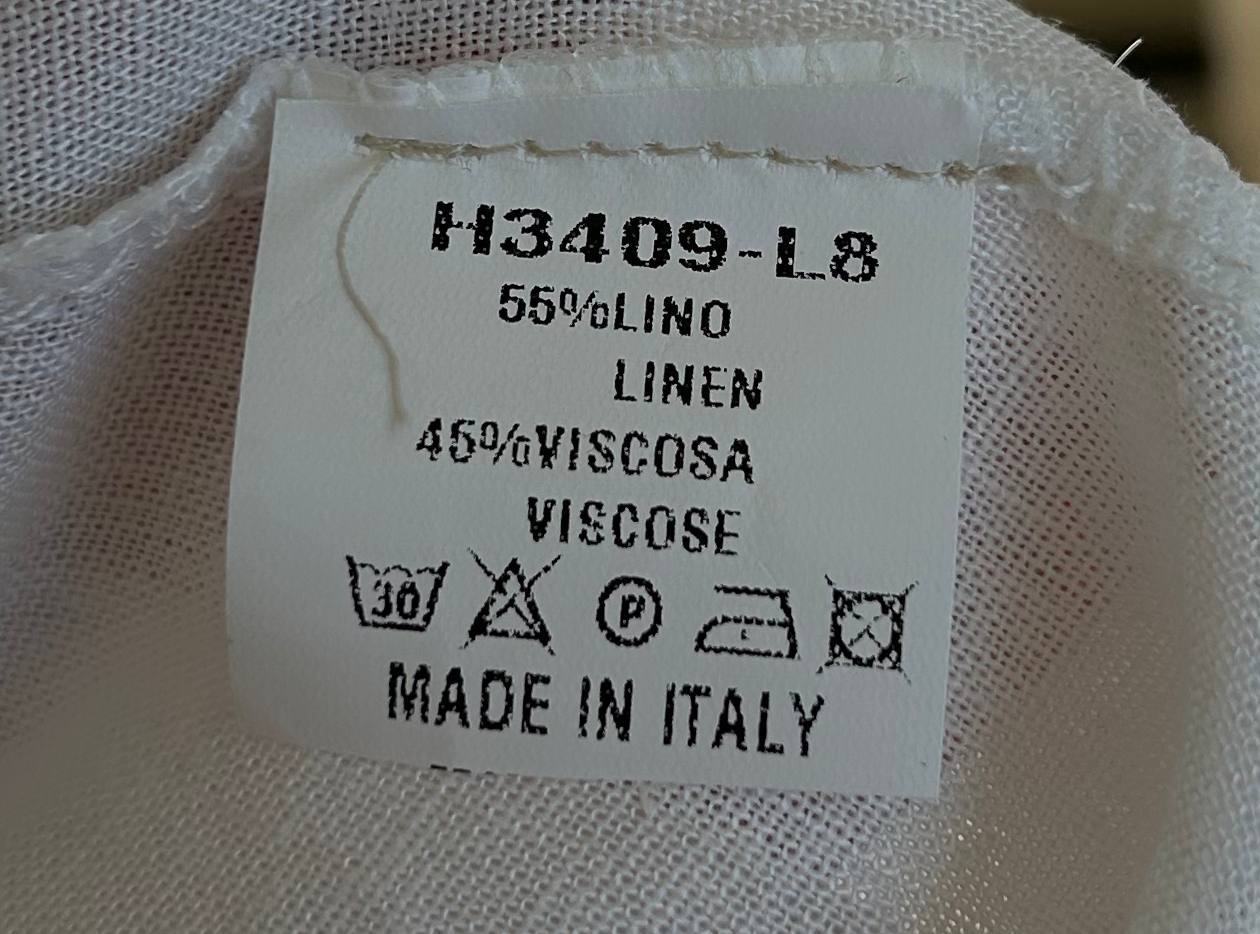 H3409-L8
55%LINO
LINEN
45%VISCOSA
VISCOSE
30 P
MADE IN ITALY